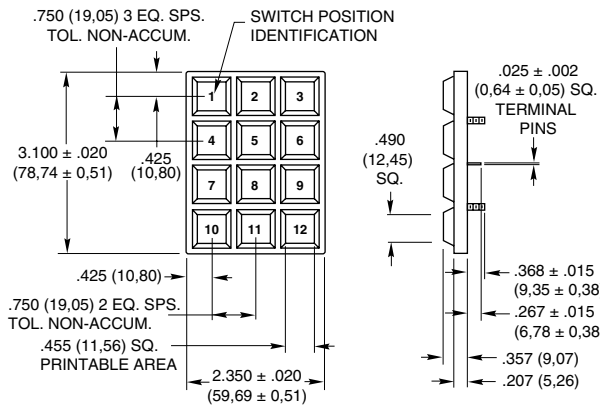 .750 (19,05) 3 EQ. SPS.
TOL. NON-ACCUM.
SWITCH POSITION
IDENTIFICATION
.025 ± .002
(0,64 ± 0,05) SQ.
TERMINAL
PINS
1 2 3
4 5 6
7 8 9
10 11 12
3.100 ± .020
(78,74 ± 0,51)
.425
(10,80)
.490
(12,45)
SQ.
.425 (10,80)
.750 (19,05) 2 EQ. SPS.
TOL. NON-ACCUM.
.455 (11,56) SQ.
PRINTABLE AREA
2.350 ± .020
(59,69 ± 0,51)
.368 ± .015
(9,35 ± 0,38
.267 ± .015
(6,78 ± 0,38
.357 (9,07)
.207 (5,26)